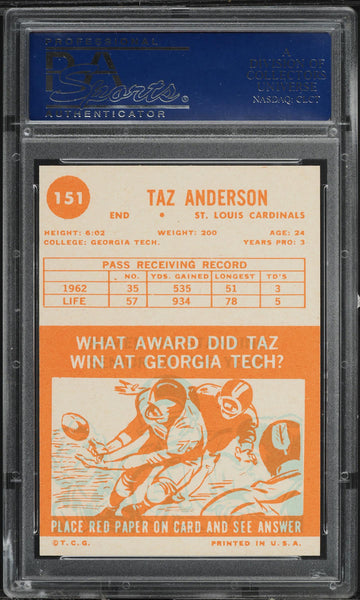 PROFESSIONAL
PSA
Sports
®
AUTHENTICATOR
A
DIVISION OF
COLLECTORS
UNIVERSE
NASDAQ: CLCT
151
TAZ ANDERSON
END • ST. LOUIS CARDINALS
HEIGHT: 6:02 WEIGHT: 200 AGE: 24
COLLEGE: GEORGIA TECH. YEARS PRO: 3
PASS RECEIVING RECORD
NO. YDS. GAINED LONGEST TD'S
1962 35 535 51 3
LIFE 57 934 78 5
WHAT AWARD DID TAZ
WIN AT GEORGIA TECH?
PLACE RED PAPER ON CARD AND SEE ANSWER
© T.C.G. PRINTED IN U.S.A.